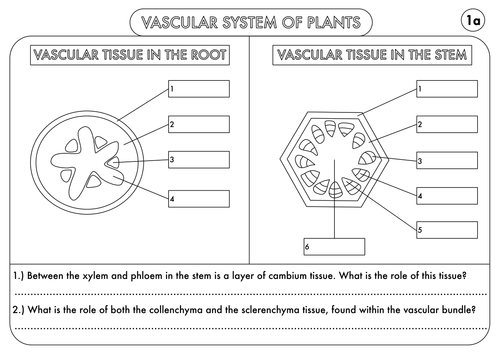 VASCULAR SYSTEM OF PLANTS
1a
VASCULAR TISSUE IN THE ROOT
1
2
3
4
VASCULAR TISSUE IN THE STEM
1
2
3
4
5
6
1.) Between the xylem and phloem in the stem is a layer of cambium tissue. What is the role of this tissue?
2.) What is the role of both the collenchyma and the sclerenchyma tissue, found within the vascular bundle?